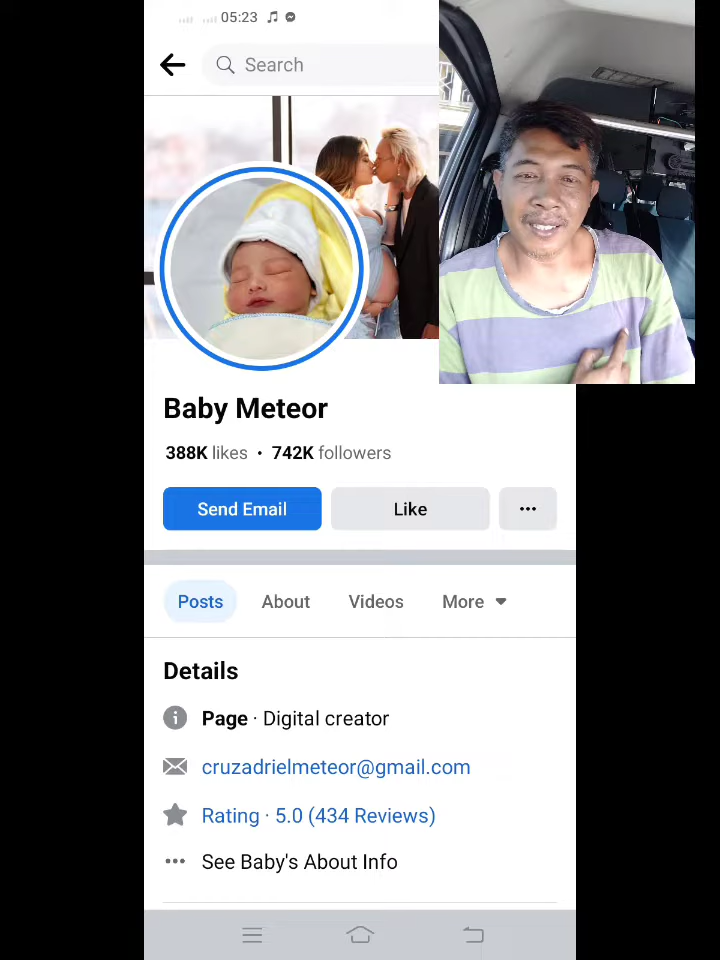 05:23
Search
Baby Meteor
388K likes • 742K followers
Send Email
Like
Posts
About
Videos
More
Details
Page · Digital creator
cruzadrielmeteor@gmail.com
Rating · 5.0 (434 Reviews)
See Baby's About Info